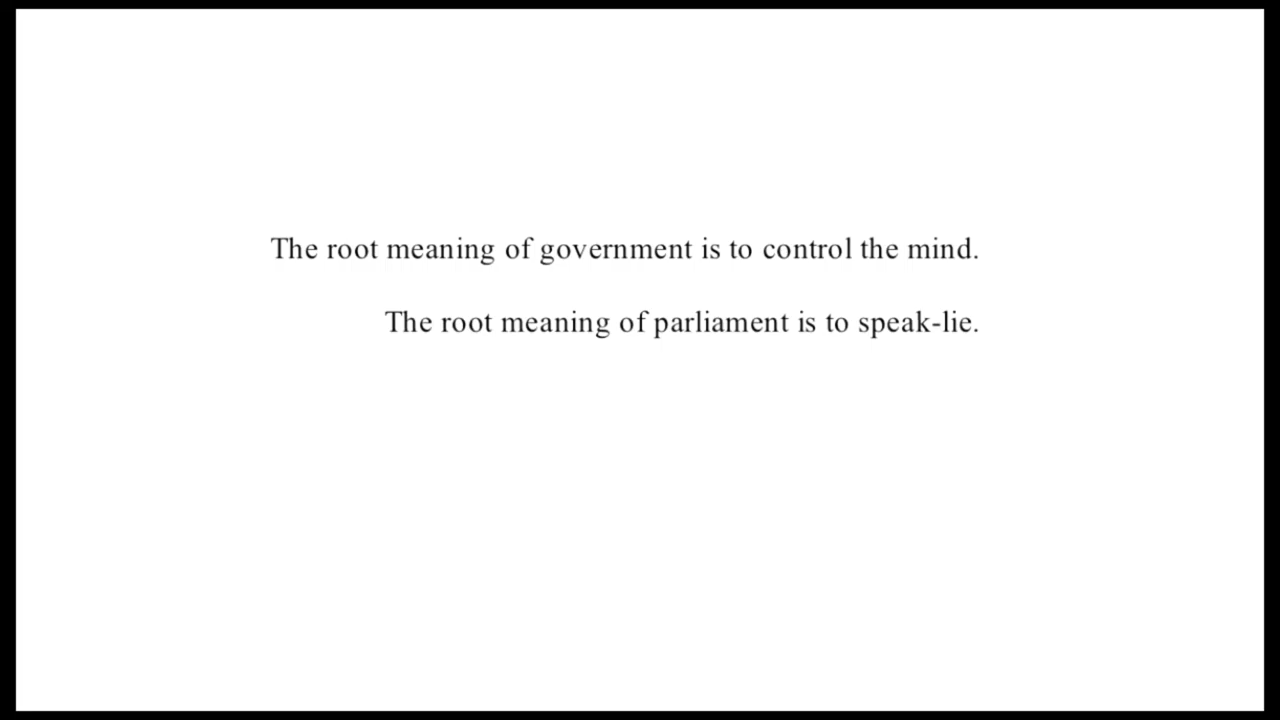 The root meaning of government is to control the mind.
The root meaning of parliament is to speak-lie.